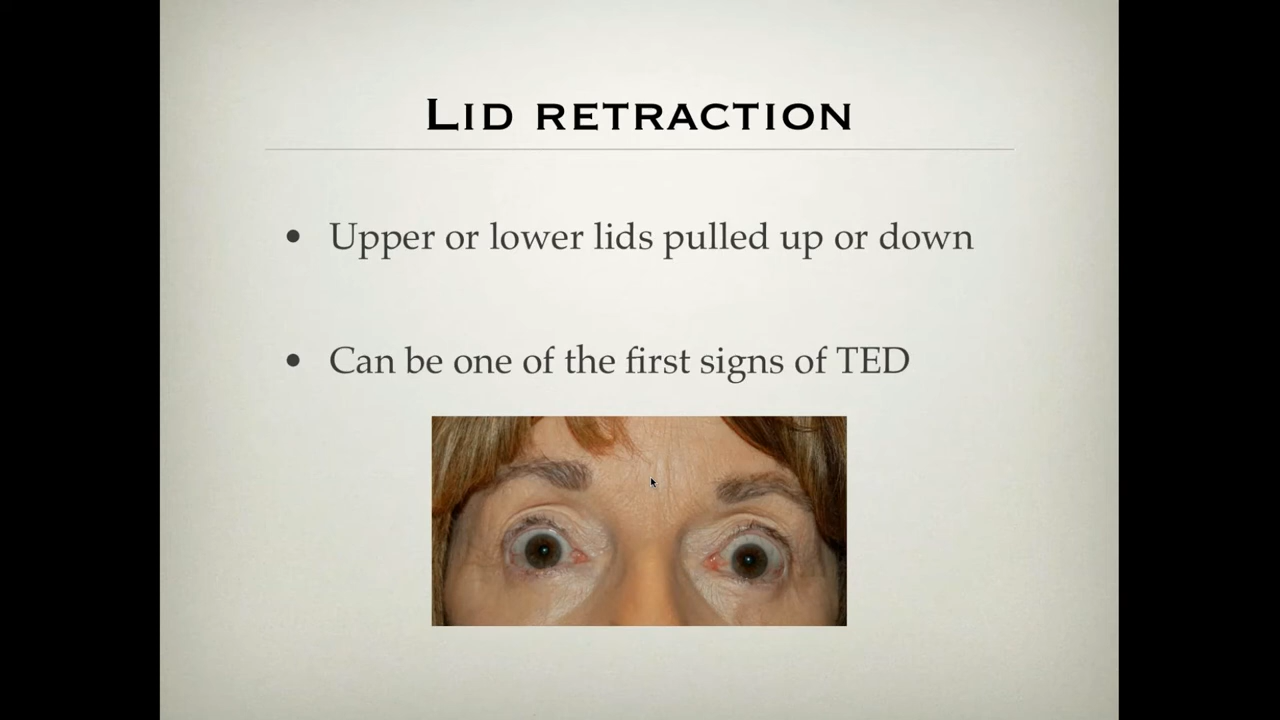 Lid retraction
• Upper or lower lids pulled up or down
• Can be one of the first signs of TED